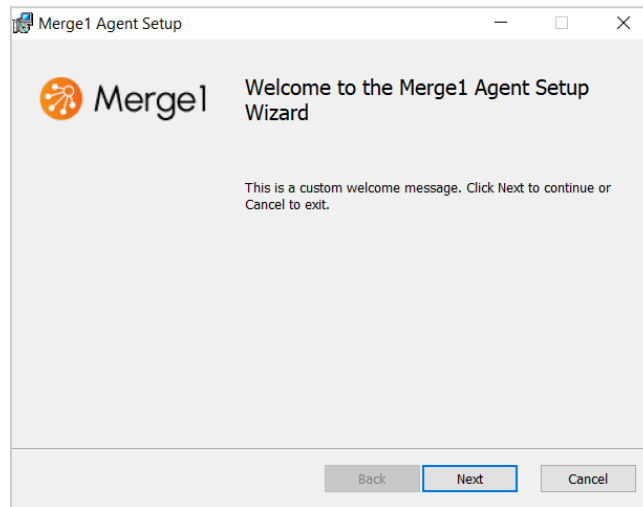 Merge1 Agent Setup
Merge1
Welcome to the Merge1 Agent Setup
Wizard
This is a custom welcome message. Click Next to continue or
Cancel to exit.
Back
Next
Cancel